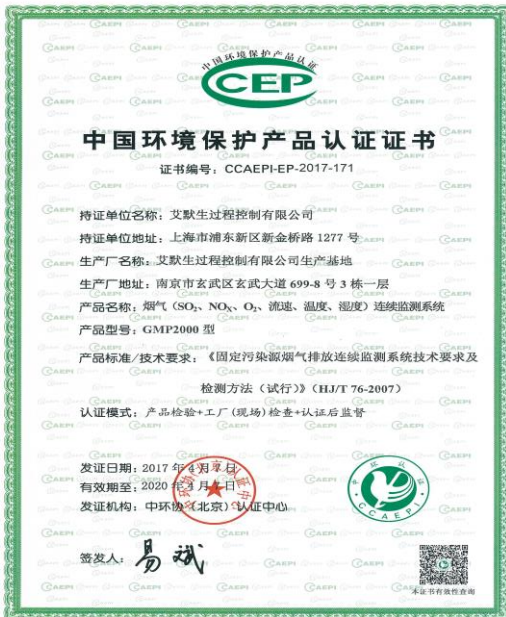 中国环境保护产品认证
CEP
中国环境保护产品认证证书
证书编号：CCAEPI-EP-2017-171
持证单位名称：艾默生过程控制有限公司
持证单位地址：上海市浦东新区新金桥路 1277 号
生产厂名称：艾默生过程控制有限公司生产基地
生产厂地址：南京市玄武区玄武大道 699-8 号 3 栋一层
产品名称：烟气（SO₂、NOₓ、O₂、流速、温度、湿度）连续监测系统
产品型号：GMP2000 型
产品标准/技术要求：《固定污染源烟气排放连续监测系统技术要求及
检测方法（试行）》（HJ/T 76-2007）
认证模式：产品检验+工厂(现场)检查+认证后监督
发证日期：2017 年 4 月 7 日
有效期至：2020 年 4 月 日
发证机构：中环协（北京）认证中心
中环认证
CCAEPI
签发人：易斌
本证书有效性查询